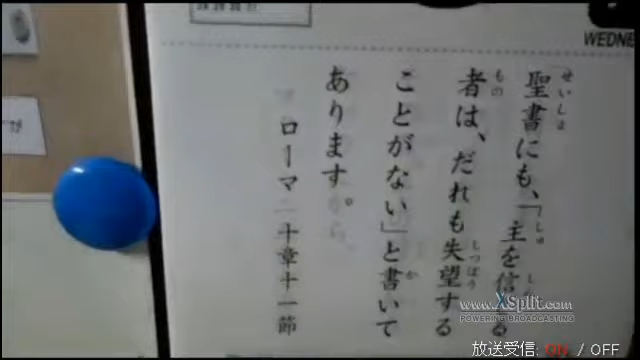 WEDNE
聖書にも、「主を信じる
者は、だれも失望する
ことがない」と書いて
あります。
ローマ 十章十一節
www.XSplit.com
POWERING BROADCASTING
放送受信 ON / OFF